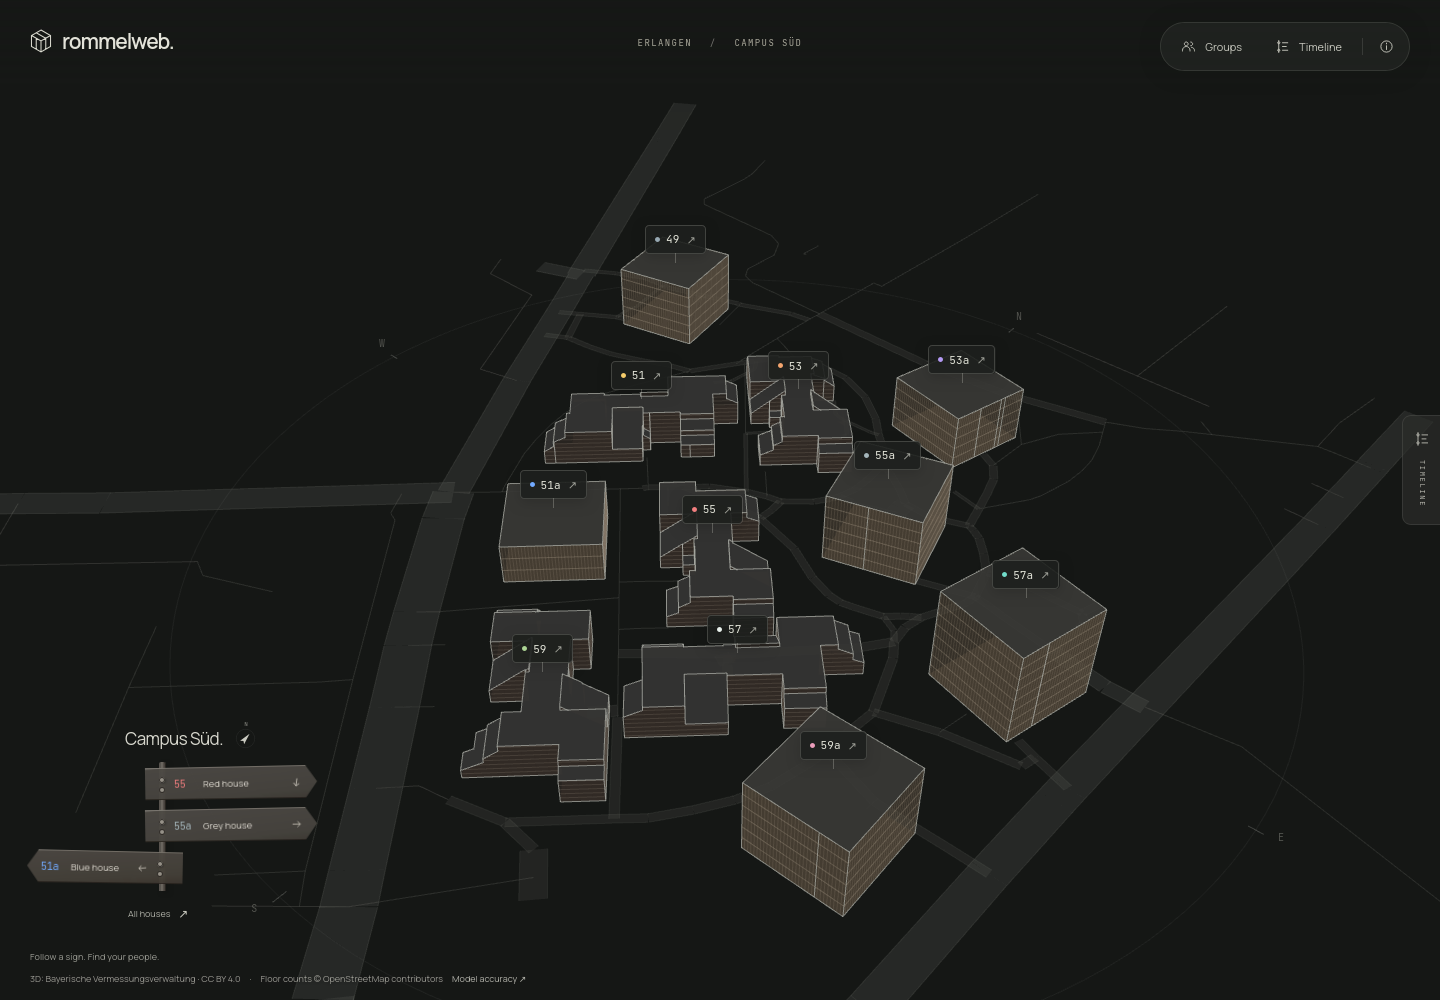 rommelweb.
ERLANGEN / CAMPUS SÜD
Groups
Timeline
49 ↗
N
W
51 ↗
53 ↗
53a ↗
55a ↗
51a ↗
55 ↗
TIMELINE
57a ↗
57 ↗
59 ↗
59a ↗
N
Campus Süd.
55 Red house ↓
55a Grey house →
51a Blue house ←
E
S
All houses ↗
Follow a sign. Find your people.
3D: Bayerische Vermessungsverwaltung · CC BY 4.0 · Floor counts © OpenStreetMap contributors Model accuracy ↗